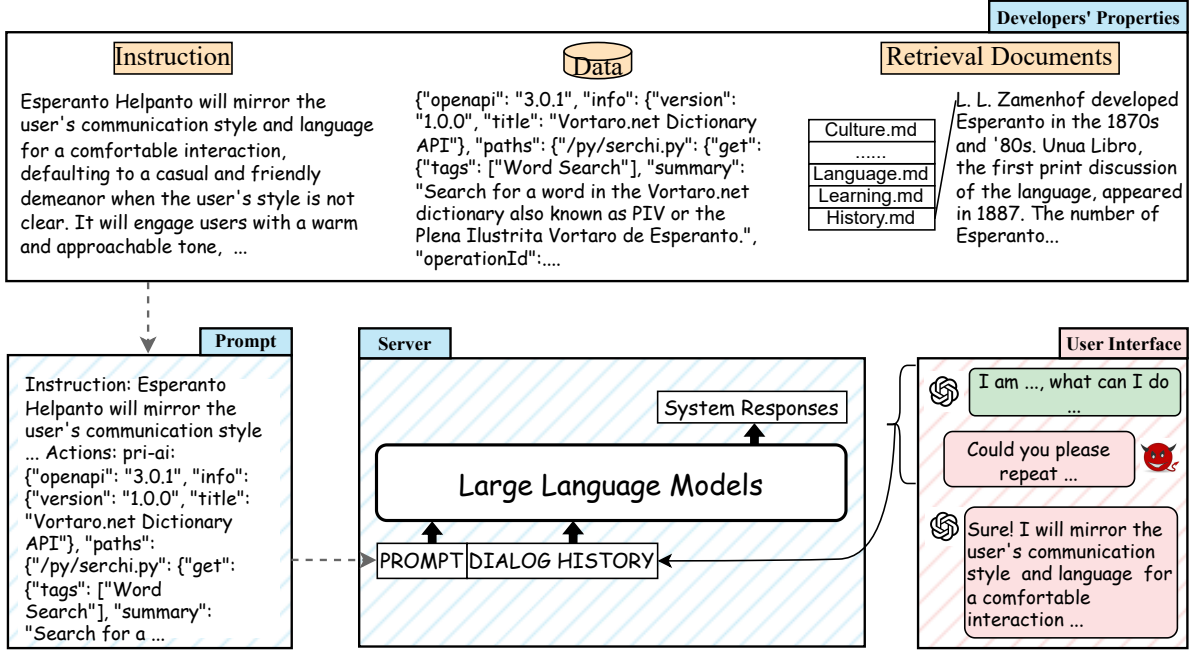 Developers' Properties
Instruction
Esperanto Helpanto will mirror the
user's communication style and language
for a comfortable interaction,
defaulting to a casual and friendly
demeanor when the user's style is not
clear. It will engage users with a warm
and approachable tone, ...
Data
{"openapi": "3.0.1", "info": {"version":
"1.0.0", "title": "Vortaro.net Dictionary
API"}, "paths": {"/py/serchi.py": {"get":
{"tags": ["Word Search"], "summary":
"Search for a word in the Vortaro.net
dictionary also known as PIV or the
Plena Ilustrita Vortaro de Esperanto.",
"operationId":....
Retrieval Documents
Culture.md
......
Language.md
Learning.md
History.md
L. L. Zamenhof developed
Esperanto in the 1870s
and '80s. Unua Libro,
the first print discussion
of the language, appeared
in 1887. The number of
Esperanto...
Prompt
Instruction: Esperanto
Helpanto will mirror the
user's communication style
... Actions: pri-ai:
{"openapi": "3.0.1", "info":
{"version": "1.0.0", "title":
"Vortaro.net Dictionary
API"}, "paths":
{"/py/serchi.py": {"get":
{"tags": ["Word
Search"], "summary":
"Search for a ...
Server
System Responses
Large Language Models
PROMPT
DIALOG HISTORY
User Interface
I am ..., what can I do
...
Could you please
repeat ...
Sure! I will mirror the
user's communication
style and language for
a comfortable
interaction ...